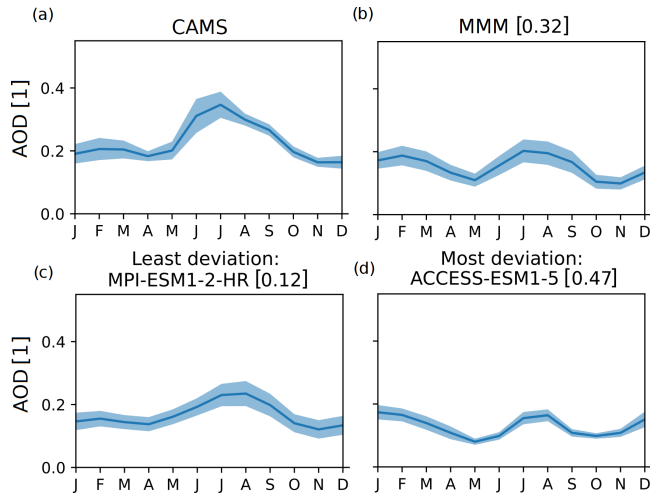 (a)
CAMS
(b)
MMM [0.32]
AOD [1]
0.4
0.2
0.0
J F M A M J J A S O N D
J F M A M J J A S O N D
(c)
Least deviation:
MPI-ESM1-2-HR [0.12]
(d)
Most deviation:
ACCESS-ESM1-5 [0.47]
AOD [1]
0.4
0.2
0.0
J F M A M J J A S O N D
J F M A M J J A S O N D